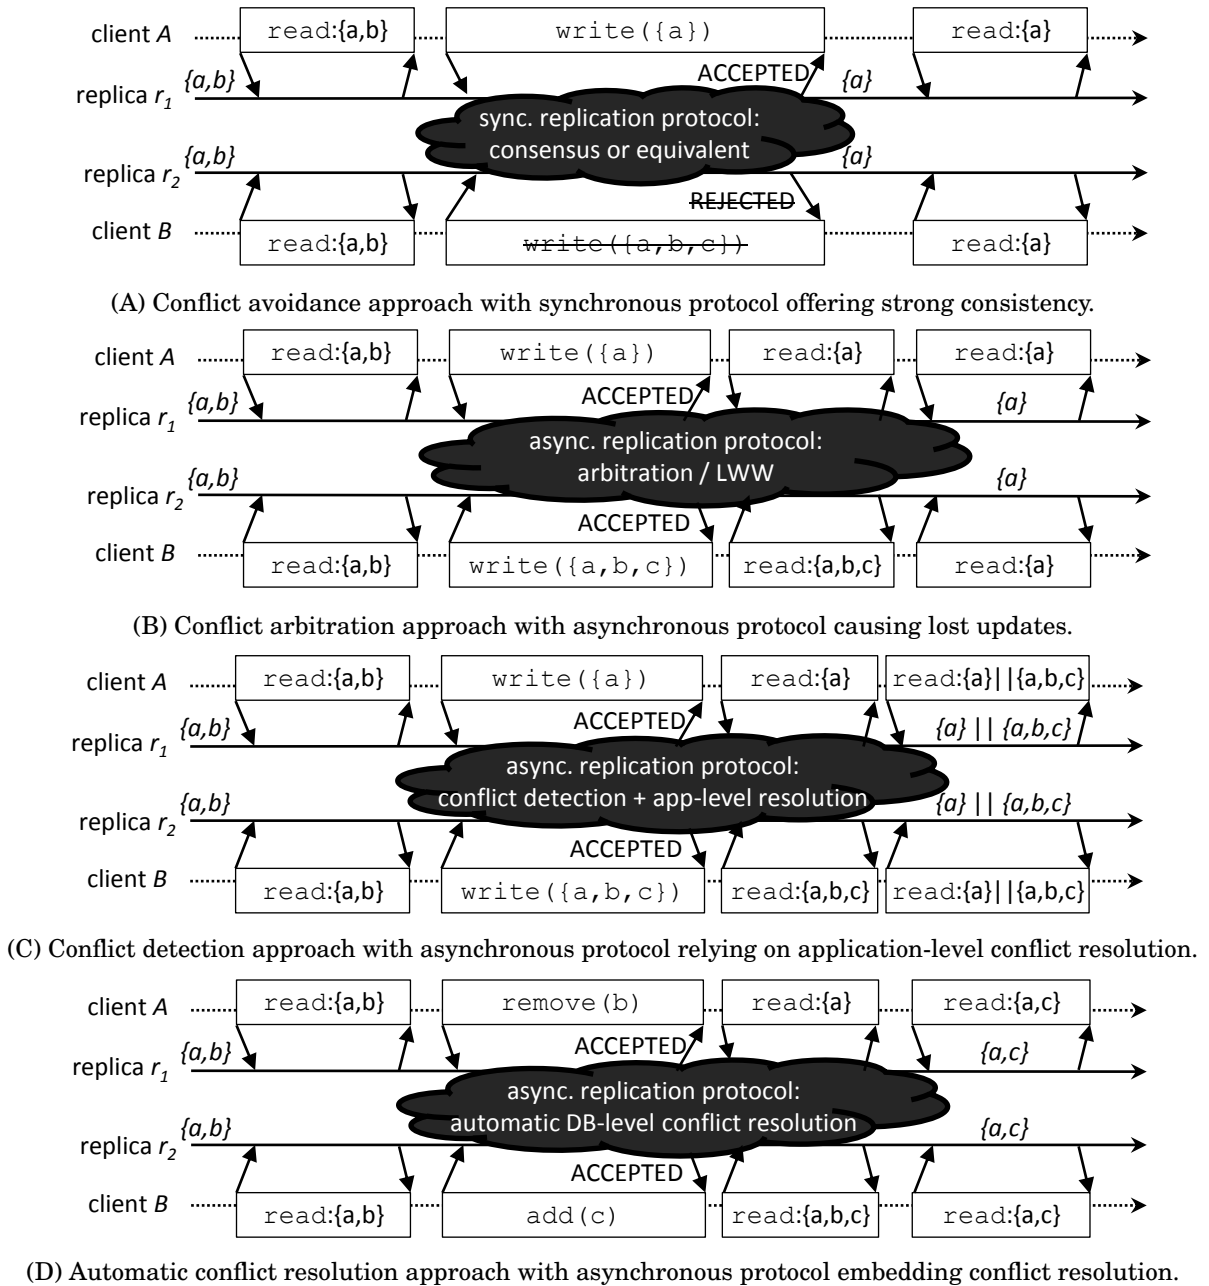 client A read:{a,b} write({a}) read:{a}
ACCEPTED
replica r1 {a,b} {a}
sync. replication protocol:
consensus or equivalent
replica r2 {a,b} {a}
REJECTED
client B read:{a,b} write({a,b,c}) read:{a}
(A) Conflict avoidance approach with synchronous protocol offering strong consistency.
client A read:{a,b} write({a}) read:{a} read:{a}
ACCEPTED
replica r1 {a,b} {a}
async. replication protocol:
arbitration / LWW
replica r2 {a,b} {a}
ACCEPTED
client B read:{a,b} write({a,b,c}) read:{a,b,c} read:{a}
(B) Conflict arbitration approach with asynchronous protocol causing lost updates.
client A read:{a,b} write({a}) read:{a} read:{a}||{a,b,c}
ACCEPTED
replica r1 {a,b} {a} || {a,b,c}
async. replication protocol:
conflict detection + app-level resolution
replica r2 {a,b} {a} || {a,b,c}
ACCEPTED
client B read:{a,b} write({a,b,c}) read:{a,b,c} read:{a}||{a,b,c}
(C) Conflict detection approach with asynchronous protocol relying on application-level conflict resolution.
client A read:{a,b} remove(b) read:{a} read:{a,c}
ACCEPTED
replica r1 {a,b} {a,c}
async. replication protocol:
automatic DB-level conflict resolution
replica r2 {a,b} {a,c}
ACCEPTED
client B read:{a,b} add(c) read:{a,b,c} read:{a,c}
(D) Automatic conflict resolution approach with asynchronous protocol embedding conflict resolution.